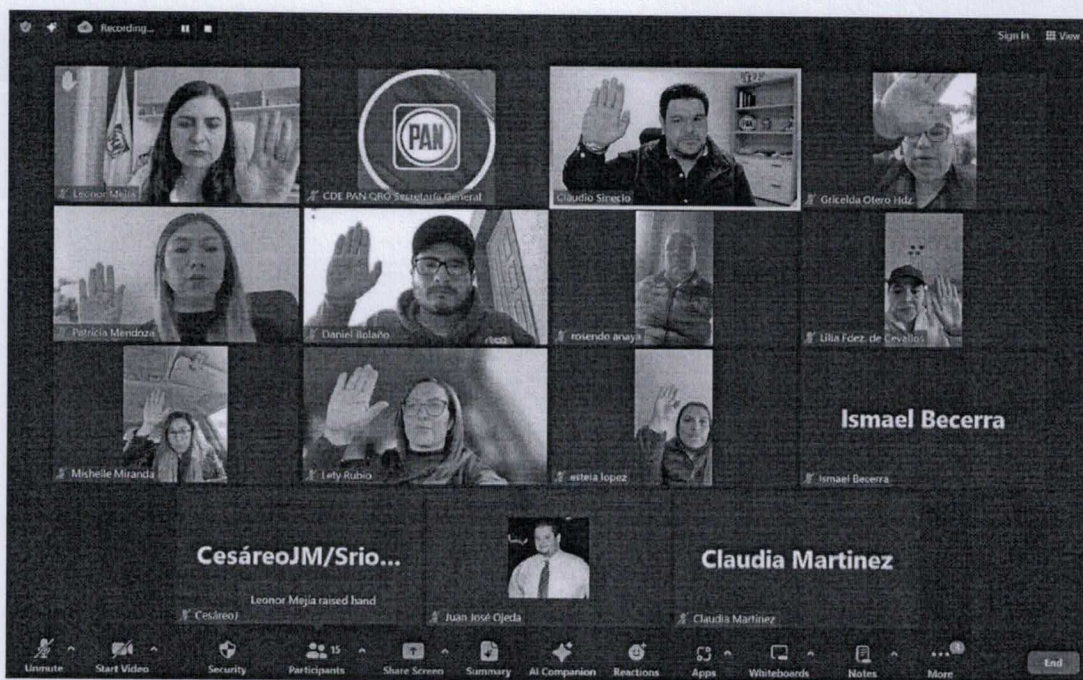 Recording...
Sign In
View
Leonor Mejía
PAN
CDE PAN QRO Secretaría General
Claudio Sinecio
PAN
Gricelda Otero Hdz
Patricia Mendoza
Daniel Bolaño
rosendo anaya
Lilia Fdez. de Cevallos
Mishelle Miranda
Lety Rubio
estela lopez
Ismael Becerra
Ismael Becerra
CesáreoJM/Srio...
Leonor Mejía raised hand
CesáreoJ
Juan José Ojeda
Claudia Martinez
Claudia Martinez
Unmute
Start Video
Security
15
Participants
Share Screen
Summary
AI Companion
Reactions
Apps
Whiteboards
Notes
More
End